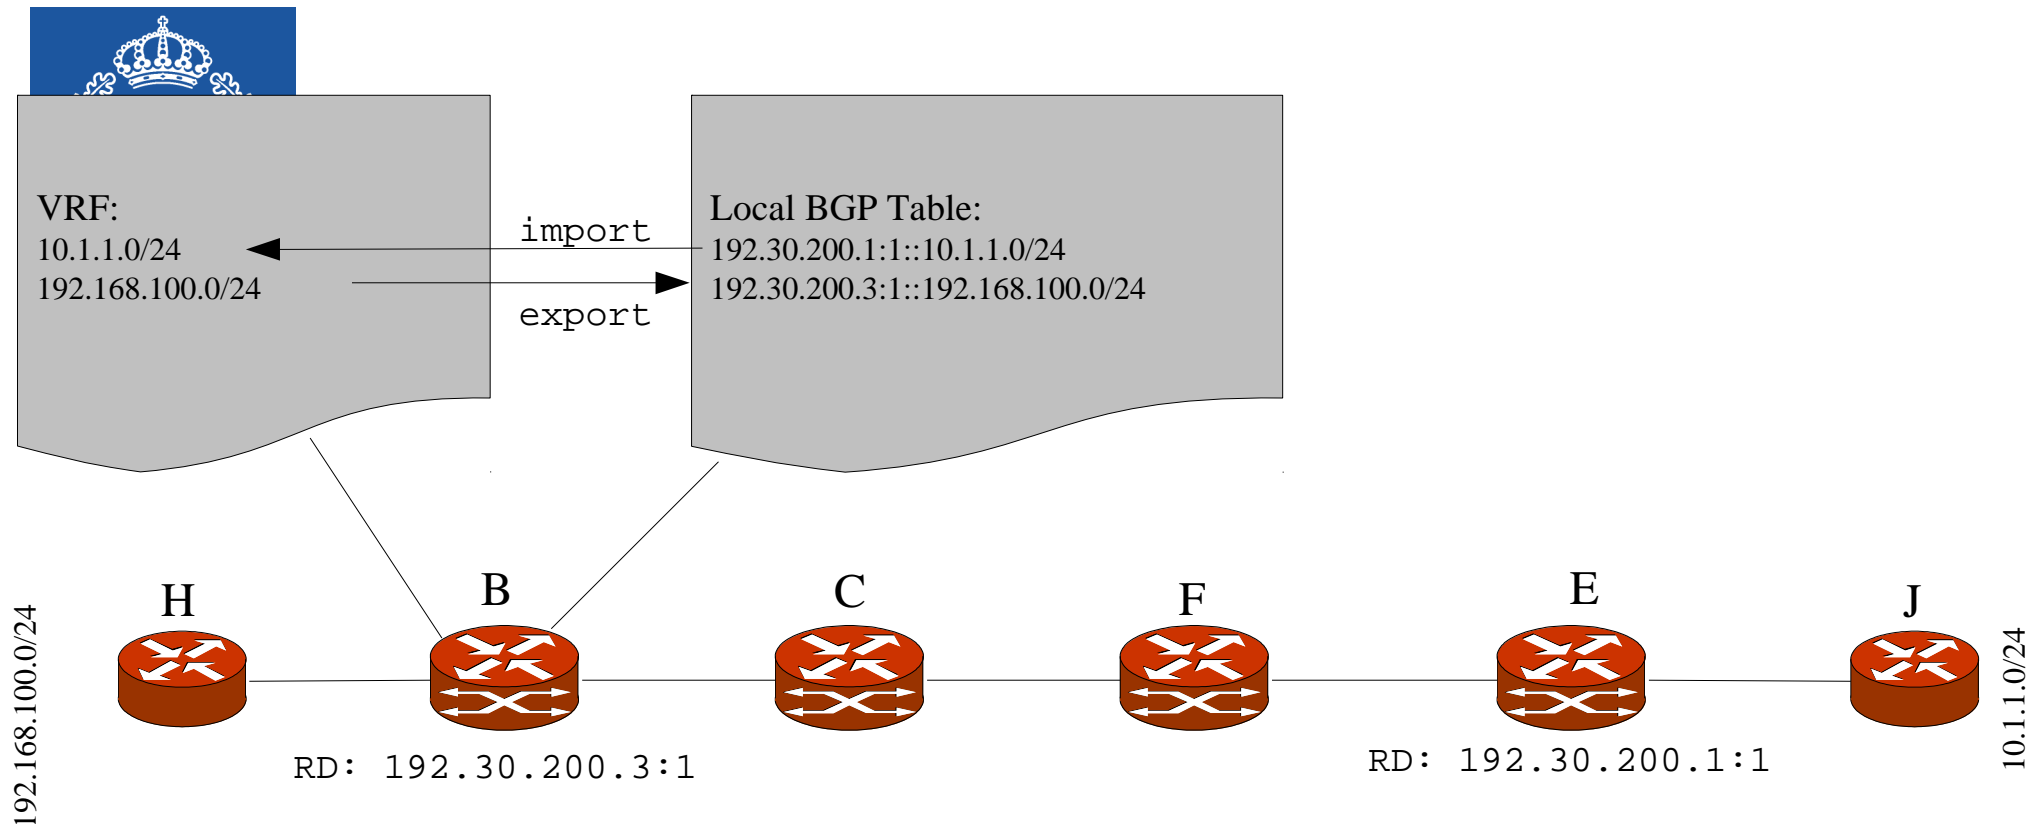 VRF:
10.1.1.0/24
192.168.100.0/24
import
export
Local BGP Table:
192.30.200.1:1::10.1.1.0/24
192.30.200.3:1::192.168.100.0/24
H
B
C
F
E
J
192.168.100.0/24
10.1.1.0/24
RD: 192.30.200.3:1
RD: 192.30.200.1:1